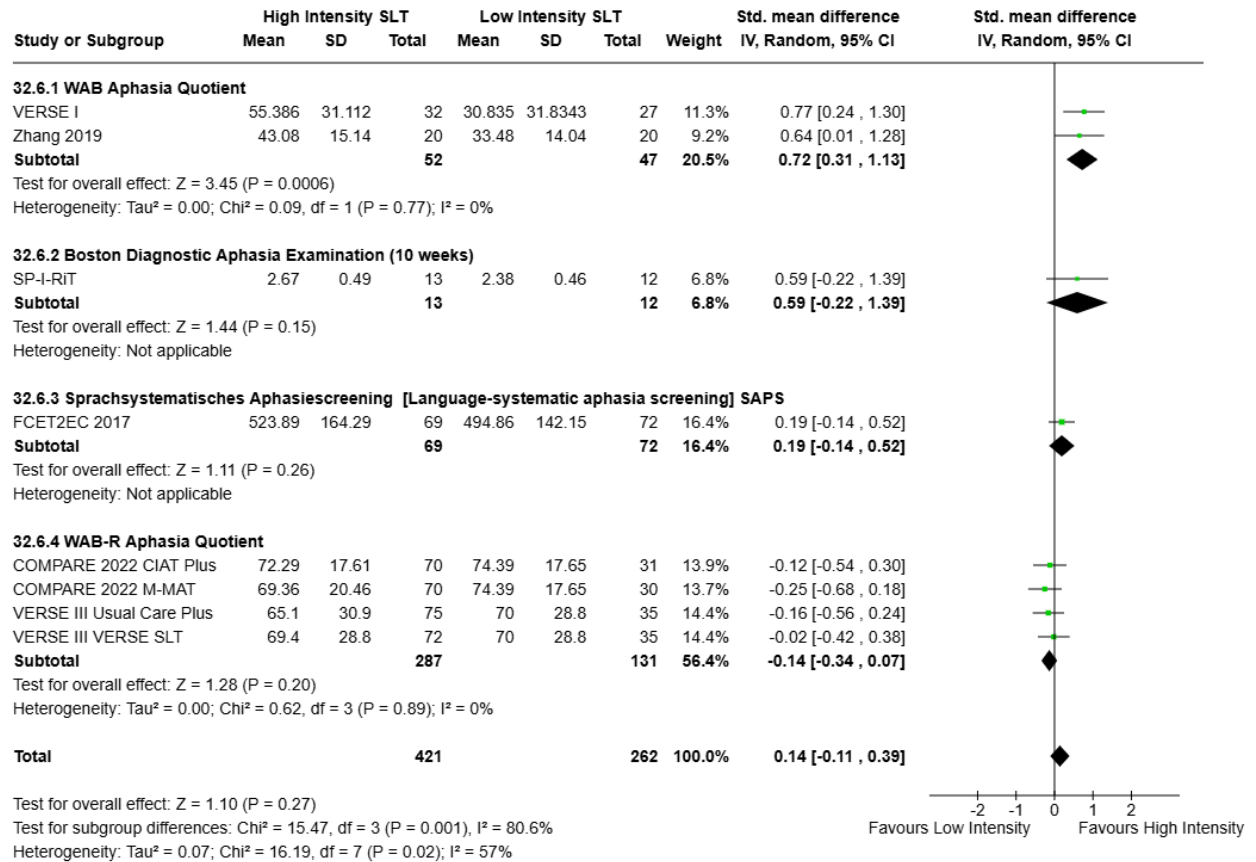 High Intensity SLT Low Intensity SLT Std. mean difference Std. mean difference
Study or Subgroup Mean SD Total Mean SD Total Weight IV, Random, 95% CI IV, Random, 95% CI
32.6.1 WAB Aphasia Quotient
VERSE I 55.386 31.112 32 30.835 31.8343 27 11.3% 0.77 [0.24 , 1.30]
Zhang 2019 43.08 15.14 20 33.48 14.04 20 9.2% 0.64 [0.01 , 1.28]
Subtotal 52 47 20.5% 0.72 [0.31 , 1.13]
Test for overall effect: Z = 3.45 (P = 0.0006)
Heterogeneity: Tau² = 0.00; Chi² = 0.09, df = 1 (P = 0.77); I² = 0%
32.6.2 Boston Diagnostic Aphasia Examination (10 weeks)
SP-I-RiT 2.67 0.49 13 2.38 0.46 12 6.8% 0.59 [-0.22 , 1.39]
Subtotal 13 12 6.8% 0.59 [-0.22 , 1.39]
Test for overall effect: Z = 1.44 (P = 0.15)
Heterogeneity: Not applicable
32.6.3 Sprachsystematisches Aphasiescreening [Language-systematic aphasia screening] SAPS
FCET2EC 2017 523.89 164.29 69 494.86 142.15 72 16.4% 0.19 [-0.14 , 0.52]
Subtotal 69 72 16.4% 0.19 [-0.14 , 0.52]
Test for overall effect: Z = 1.11 (P = 0.26)
Heterogeneity: Not applicable
32.6.4 WAB-R Aphasia Quotient
COMPARE 2022 CIAT Plus 72.29 17.61 70 74.39 17.65 31 13.9% -0.12 [-0.54 , 0.30]
COMPARE 2022 M-MAT 69.36 20.46 70 74.39 17.65 30 13.7% -0.25 [-0.68 , 0.18]
VERSE III Usual Care Plus 65.1 30.9 75 70 28.8 35 14.4% -0.16 [-0.56 , 0.24]
VERSE III VERSE SLT 69.4 28.8 72 70 28.8 35 14.4% -0.02 [-0.42 , 0.38]
Subtotal 287 131 56.4% -0.14 [-0.34 , 0.07]
Test for overall effect: Z = 1.28 (P = 0.20)
Heterogeneity: Tau² = 0.00; Chi² = 0.62, df = 3 (P = 0.89); I² = 0%
Total 421 262 100.0% 0.14 [-0.11 , 0.39]
Test for overall effect: Z = 1.10 (P = 0.27)
-2 -1 0 1 2
Test for subgroup differences: Chi² = 15.47, df = 3 (P = 0.001), I² = 80.6%
Favours Low Intensity Favours High Intensity
Heterogeneity: Tau² = 0.07; Chi² = 16.19, df = 7 (P = 0.02); I² = 57%